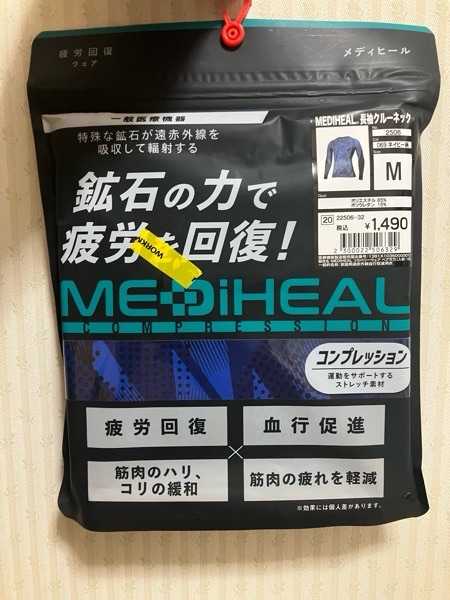 疲労回復
ウェア
メディヒール
一般医療機器
特殊な鉱石が遠赤外線を
吸収して輻射する
鉱石の力で
疲労を回復!
WORKM
MEDiHEAL
COMPRESSION
MEDIHEAL 長袖クルーネック
2506
069 ネイビー柄
M
ポリエステル 85%
ポリウレタン 15%
20 22506-32
税込 ¥1,490
2300022506329
コンプレッション
運動をサポートする
ストレッチ素材
疲労回復
血行促進
筋肉のハリ、
コリの緩和
筋肉の疲れを軽減
※効果には個人差があります。